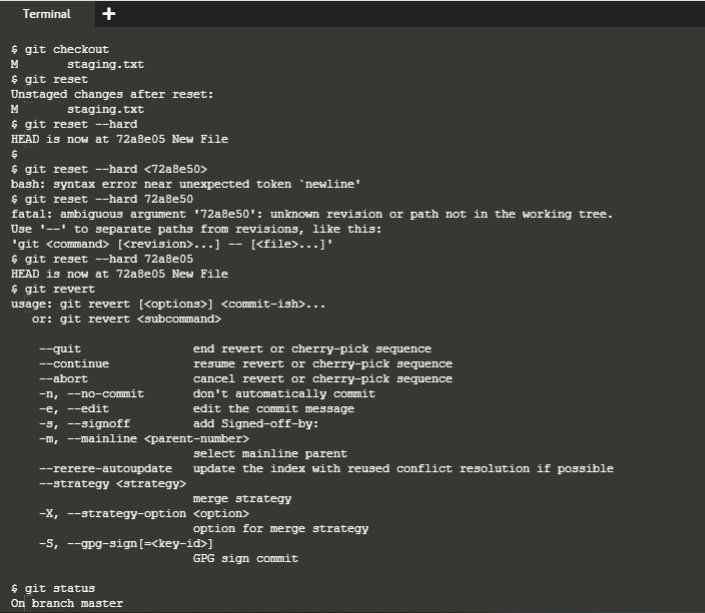 Terminal +
$ git checkout
M       staging.txt
$ git reset
Unstaged changes after reset:
M       staging.txt
$ git reset --hard
HEAD is now at 72a8e05 New File
$
$ git reset --hard <72a8e50>
bash: syntax error near unexpected token `newline'
$ git reset --hard 72a8e50
fatal: ambiguous argument '72a8e50': unknown revision or path not in the working tree.
Use '--' to separate paths from revisions, like this:
'git <command> [<revision>...] -- [<file>...]'
$ git reset --hard 72a8e05
HEAD is now at 72a8e05 New File
$ git revert
usage: git revert [<options>] <commit-ish>...
   or: git revert <subcommand>

    --quit                end revert or cherry-pick sequence
    --continue            resume revert or cherry-pick sequence
    --abort               cancel revert or cherry-pick sequence
    -n, --no-commit       don't automatically commit
    -e, --edit            edit the commit message
    -s, --signoff         add Signed-off-by:
    -m, --mainline <parent-number>
                          select mainline parent
    --rerere-autoupdate   update the index with reused conflict resolution if possible
    --strategy <strategy>
                          merge strategy
    -X, --strategy-option <option>
                          option for merge strategy
    -S, --gpg-sign[=<key-id>]
                          GPG sign commit

$ git status
On branch master